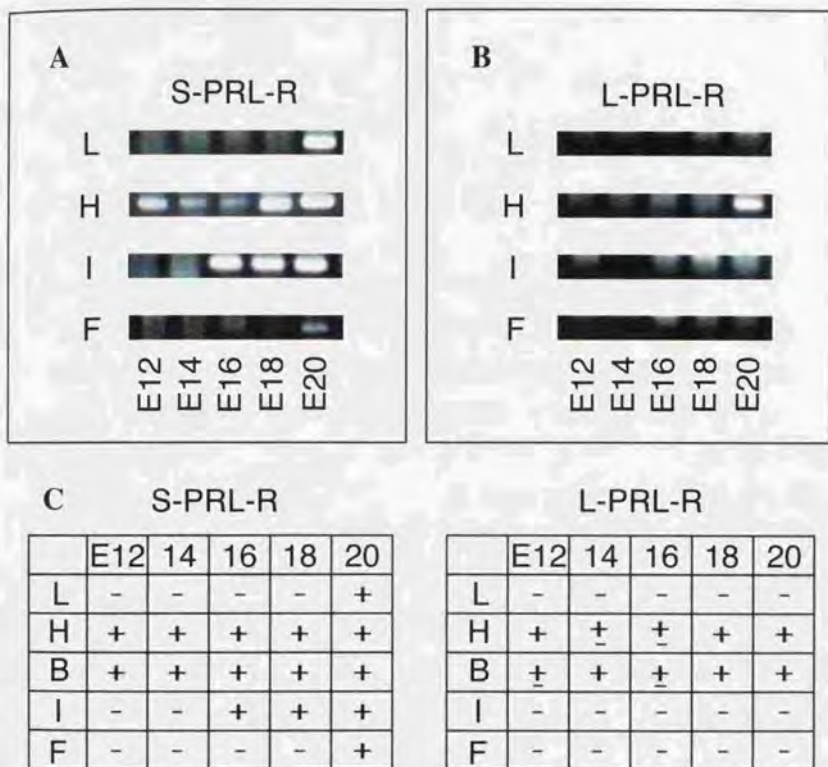 A
S-PRL-R
L
H
I
F
E12 E14 E16 E18 E20
B
L-PRL-R
L
H
I
F
E12 E14 E16 E18 E20
C
S-PRL-R
E12 14 16 18 20
L - - - - +
H + + + + +
B + + + + +
I - - + + +
F - - - - +
L-PRL-R
E12 14 16 18 20
L - - - - -
H + ± ± + +
B ± + ± + +
I - - - - -
F - - - - -